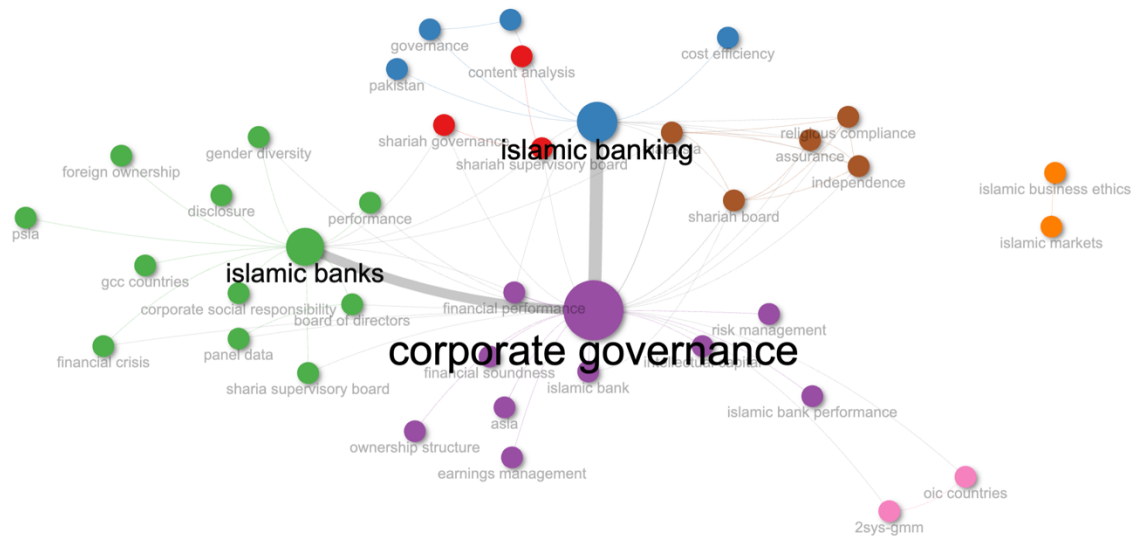 governance
cost efficiency
content analysis
pakistan
religious compliance
shariah governance
islamic banking
assurance
gender diversity
shariah supervisory board
foreign ownership
independence
islamic business ethics
disclosure
performance
shariah board
psia
islamic markets
islamic banks
gcc countries
corporate social responsibility
financial performance
board of directors
risk management
corporate governance
financial crisis
panel data
financial soundness
intellectual capital
sharia supervisory board
islamic bank
islamic bank performance
asia
ownership structure
earnings management
oic countries
2sys-gmm